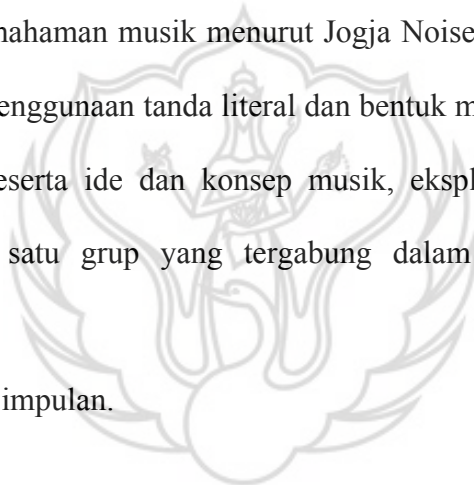 mahaman musik menurut Jogja Noise
enggunaan tanda literal dan bentuk m
eserta ide dan konsep musik, ekspl
satu grup yang tergabung dalam
impulan.